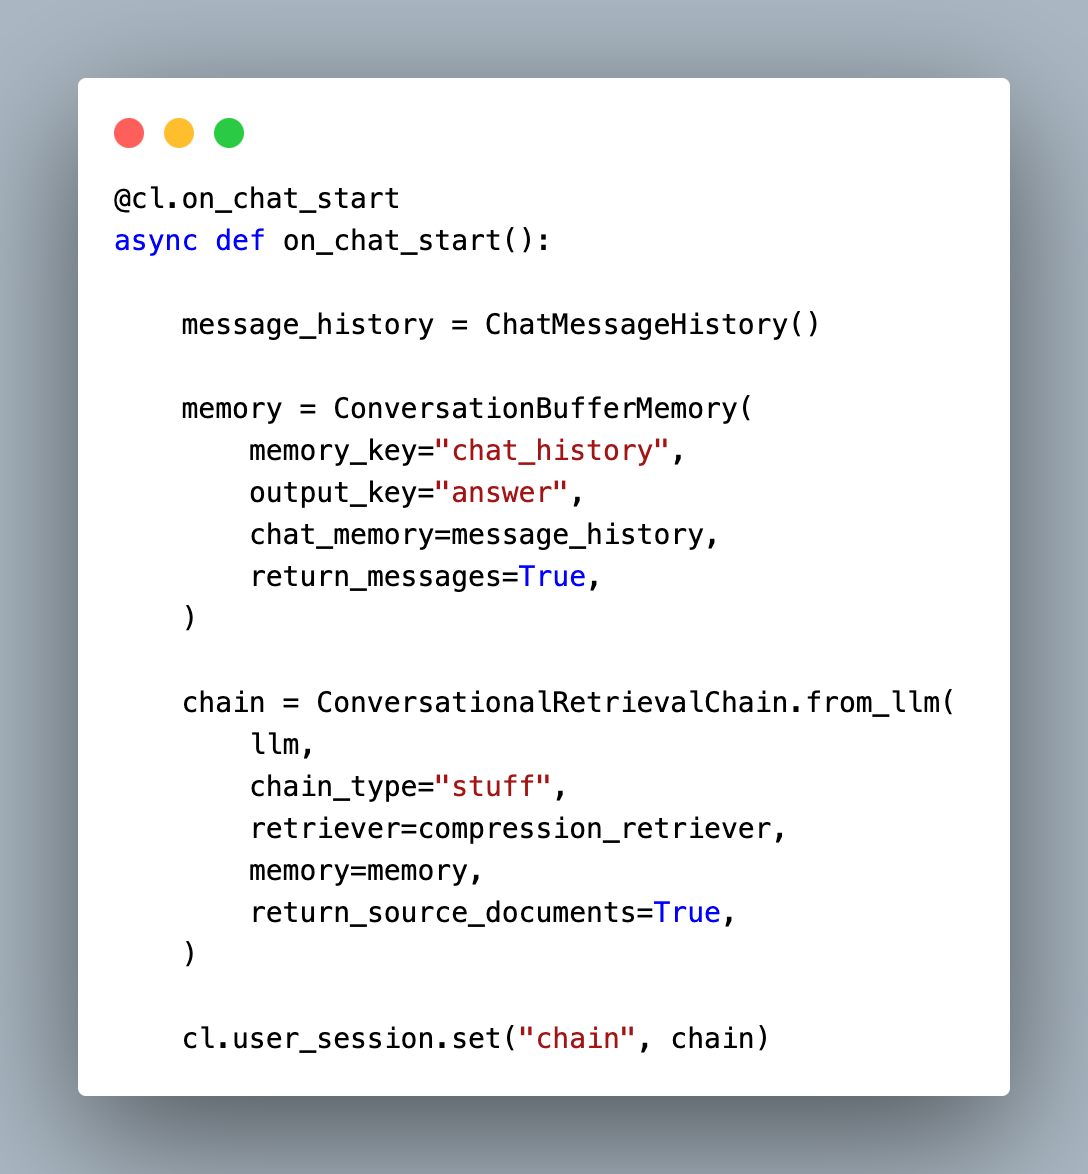 @cl.on_chat_start
async def on_chat_start():

    message_history = ChatMessageHistory()

    memory = ConversationBufferMemory(
        memory_key="chat_history",
        output_key="answer",
        chat_memory=message_history,
        return_messages=True,
    )

    chain = ConversationalRetrievalChain.from_llm(
        llm,
        chain_type="stuff",
        retriever=compression_retriever,
        memory=memory,
        return_source_documents=True,
    )

    cl.user_session.set("chain", chain)